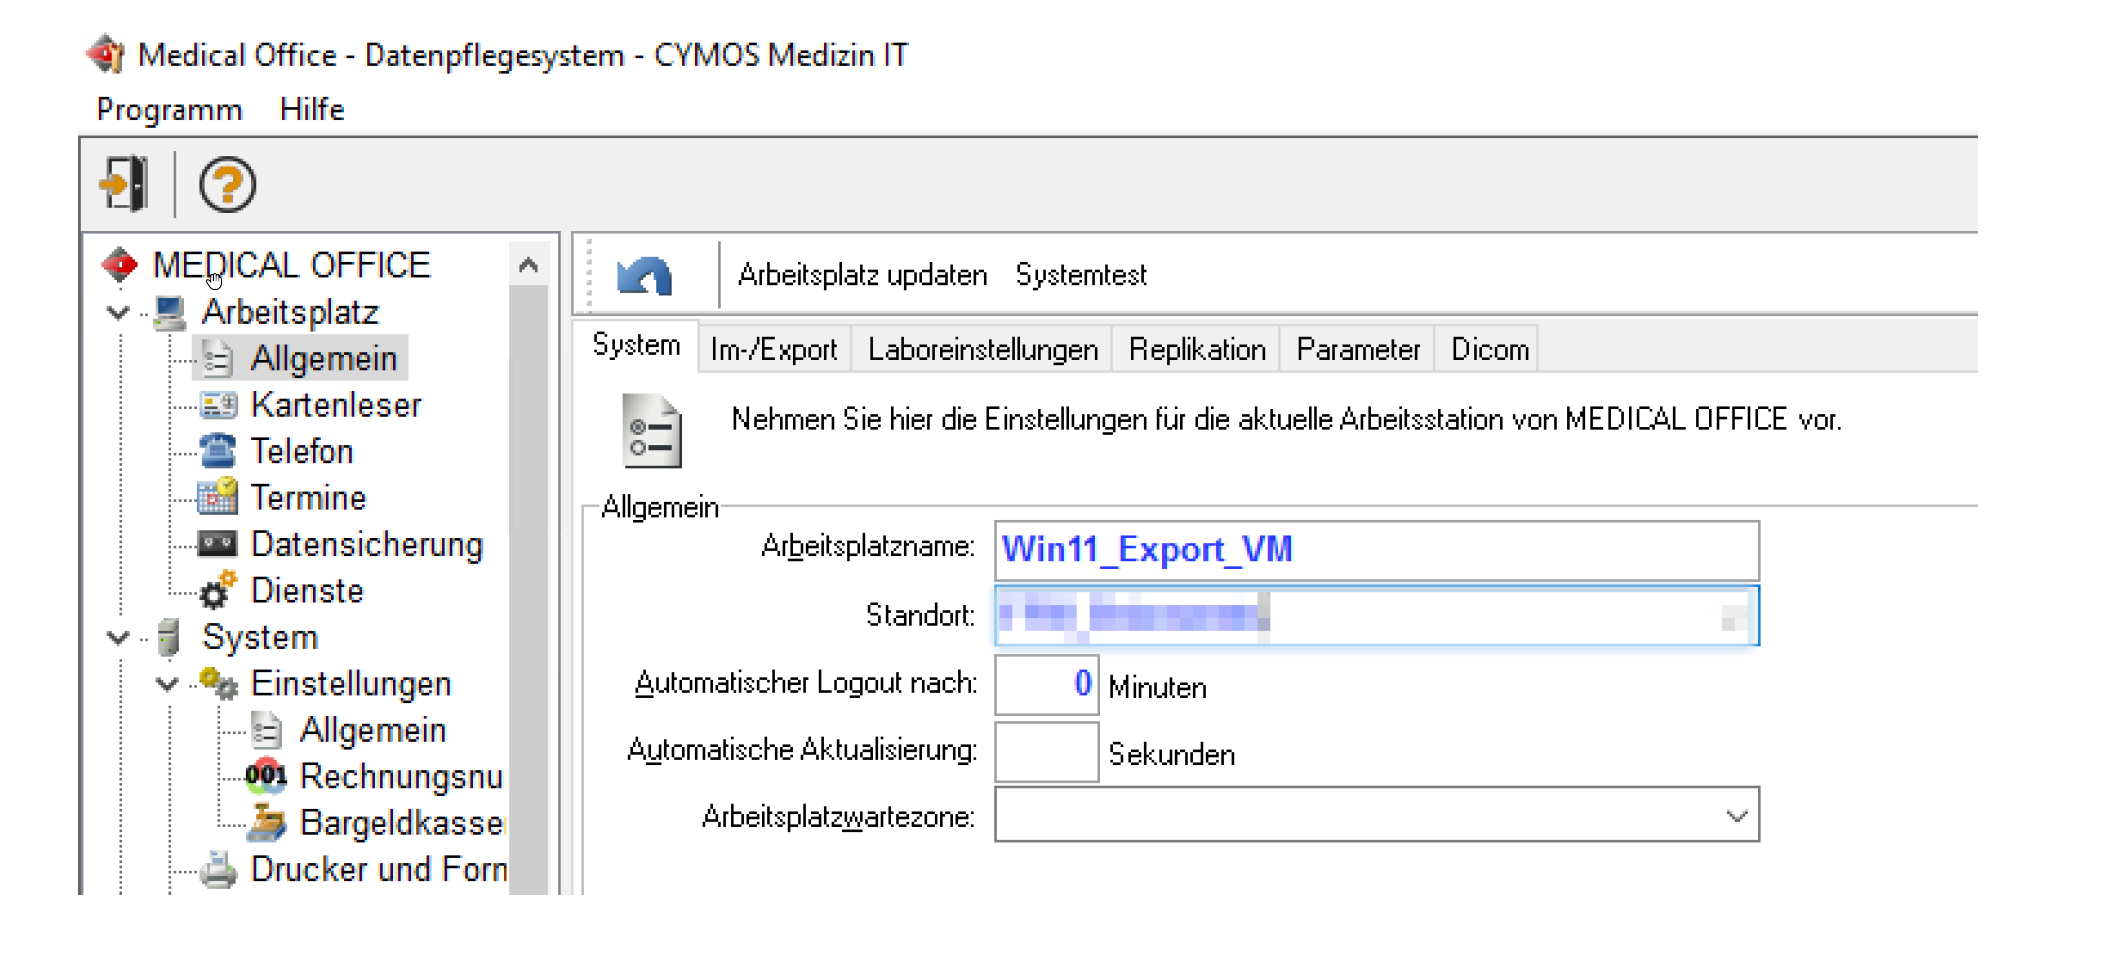 Medical Office - Datenpflegesystem - CYMOS Medizin IT
Programm Hilfe
MEDICAL OFFICE
Arbeitsplatz
Allgemein
Kartenleser
Telefon
Termine
Datensicherung
Dienste
System
Einstellungen
Allgemein
001 Rechnungsnu
Bargeldkasse
Drucker und Form
Arbeitsplatz updaten Systemtest
System Im-/Export Laboreinstellungen Replikation Parameter Dicom
Nehmen Sie hier die Einstellungen für die aktuelle Arbeitsstation von MEDICAL OFFICE vor.
Allgemein
Arbeitsplatzname: Win11_Export_VM
Standort:
Automatischer Logout nach: 0 Minuten
Automatische Aktualisierung: Sekunden
Arbeitsplatzwartezone: